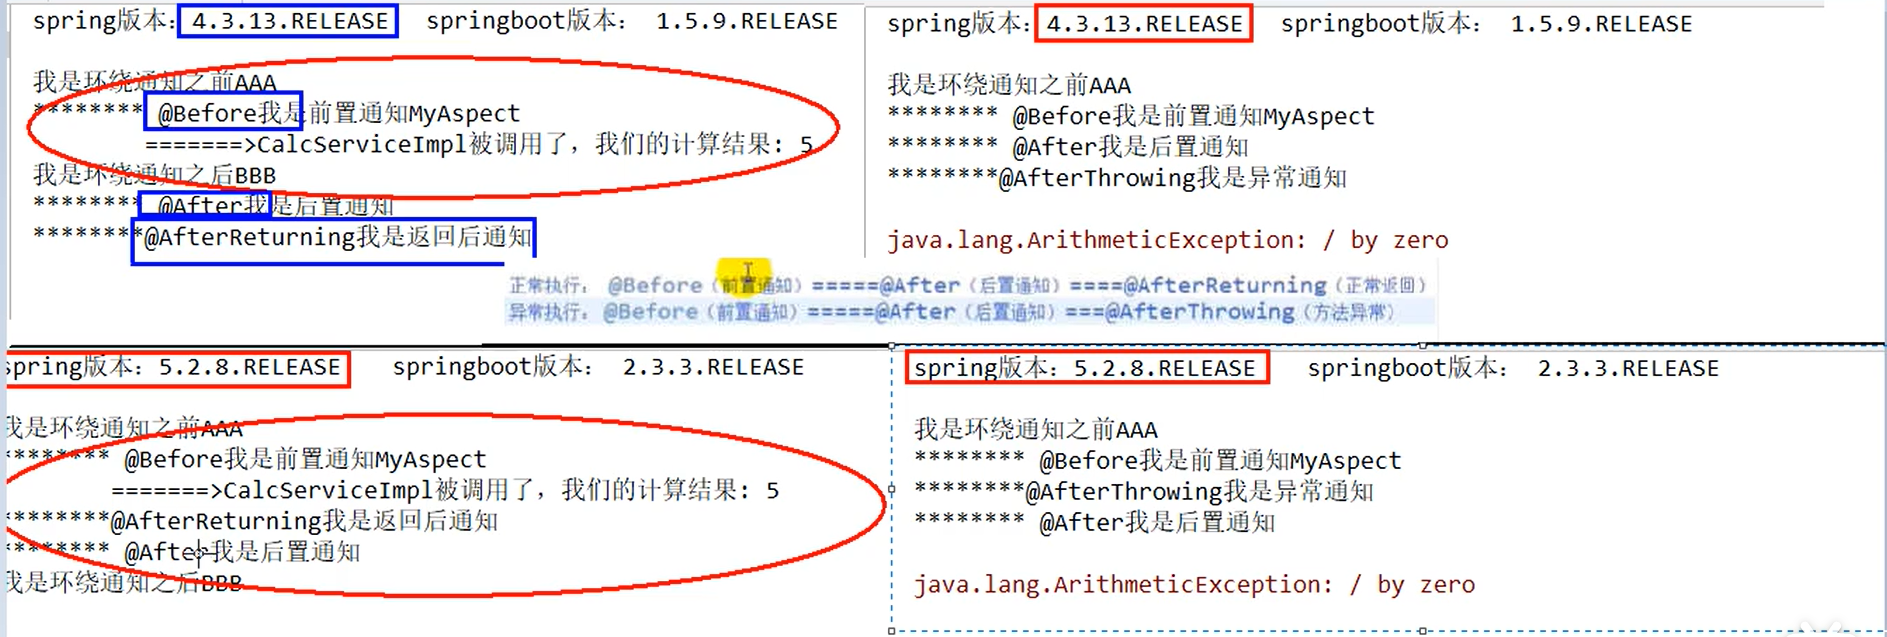 spring版本：4.3.13.RELEASE springboot版本： 1.5.9.RELEASE
我是环绕通知之前AAA
******** @Before我是前置通知MyAspect
=======>CalcServiceImpl被调用了，我们的计算结果：5
我是环绕通知之后BBB
******** @After我是后置通知
********@AfterReturning我是返回后通知
spring版本：4.3.13.RELEASE springboot版本： 1.5.9.RELEASE
我是环绕通知之前AAA
******** @Before我是前置通知MyAspect
******** @After我是后置通知
********@AfterThrowing我是异常通知
java.lang.ArithmeticException: / by zero
正常执行： @Before（前置通知）=====@After（后置通知）====@AfterReturning（正常返回）
异常执行： @Before（前置通知）=====@After（后置通知）===@AfterThrowing（方法异常）
spring版本：5.2.8.RELEASE springboot版本： 2.3.3.RELEASE
我是环绕通知之前AAA
******** @Before我是前置通知MyAspect
=======>CalcServiceImpl被调用了，我们的计算结果：5
********@AfterReturning我是返回后通知
******** @After我是后置通知
我是环绕通知之后BBB
spring版本：5.2.8.RELEASE springboot版本： 2.3.3.RELEASE
我是环绕通知之前AAA
******** @Before我是前置通知MyAspect
********@AfterThrowing我是异常通知
******** @After我是后置通知
java.lang.ArithmeticException: / by zero